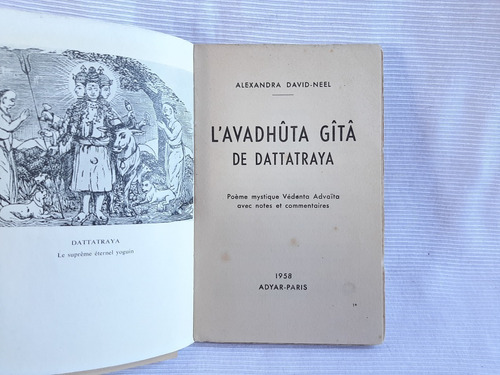 DATTATRAYA
Le suprême éternel yoguin
ALEXANDRA DAVID-NEEL
L'AVADHÛTA GÎTÂ
DE DATTATRAYA
Poème mystique Védenta Advaïta
avec notes et commentaires
1958
ADYAR-PARIS